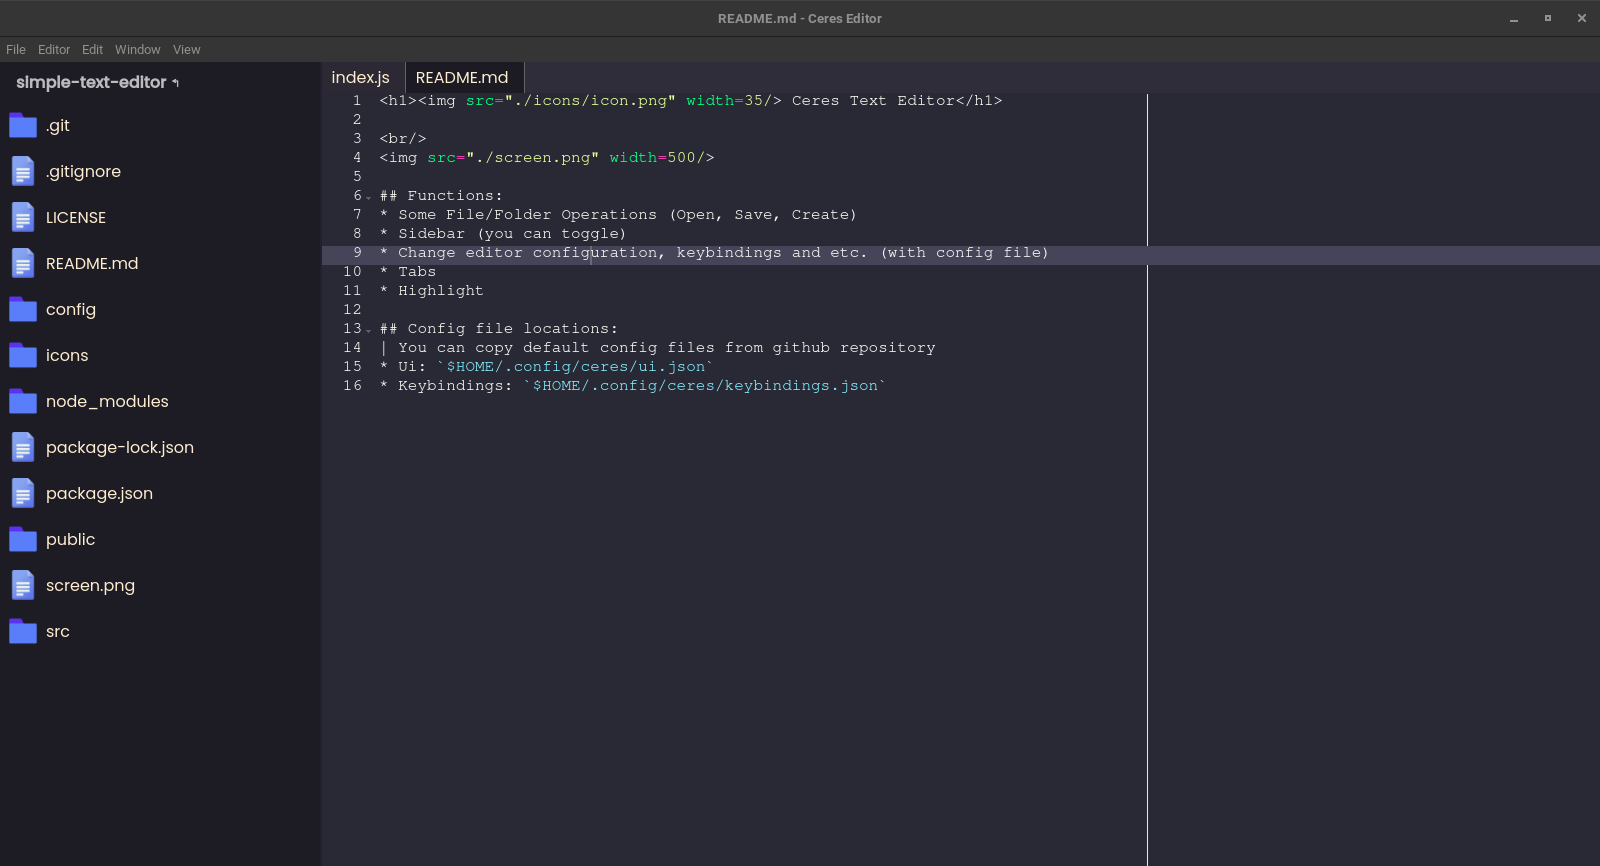 README.md - Ceres Editor
File Editor Edit Window View
simple-text-editor
.git
.gitignore
LICENSE
README.md
config
icons
node_modules
package-lock.json
package.json
public
screen.png
src
index.js README.md
1 <h1><img src="./icons/icon.png" width=35/> Ceres Text Editor</h1>
2
3 <br/>
4 <img src="./screen.png" width=500/>
5
6 ## Functions:
7 * Some File/Folder Operations (Open, Save, Create)
8 * Sidebar (you can toggle)
9 * Change editor configuration, keybindings and etc. (with config file)
10 * Tabs
11 * Highlight
12
13 ## Config file locations:
14 | You can copy default config files from github repository
15 * Ui: `$HOME/.config/ceres/ui.json`
16 * Keybindings: `$HOME/.config/ceres/keybindings.json`